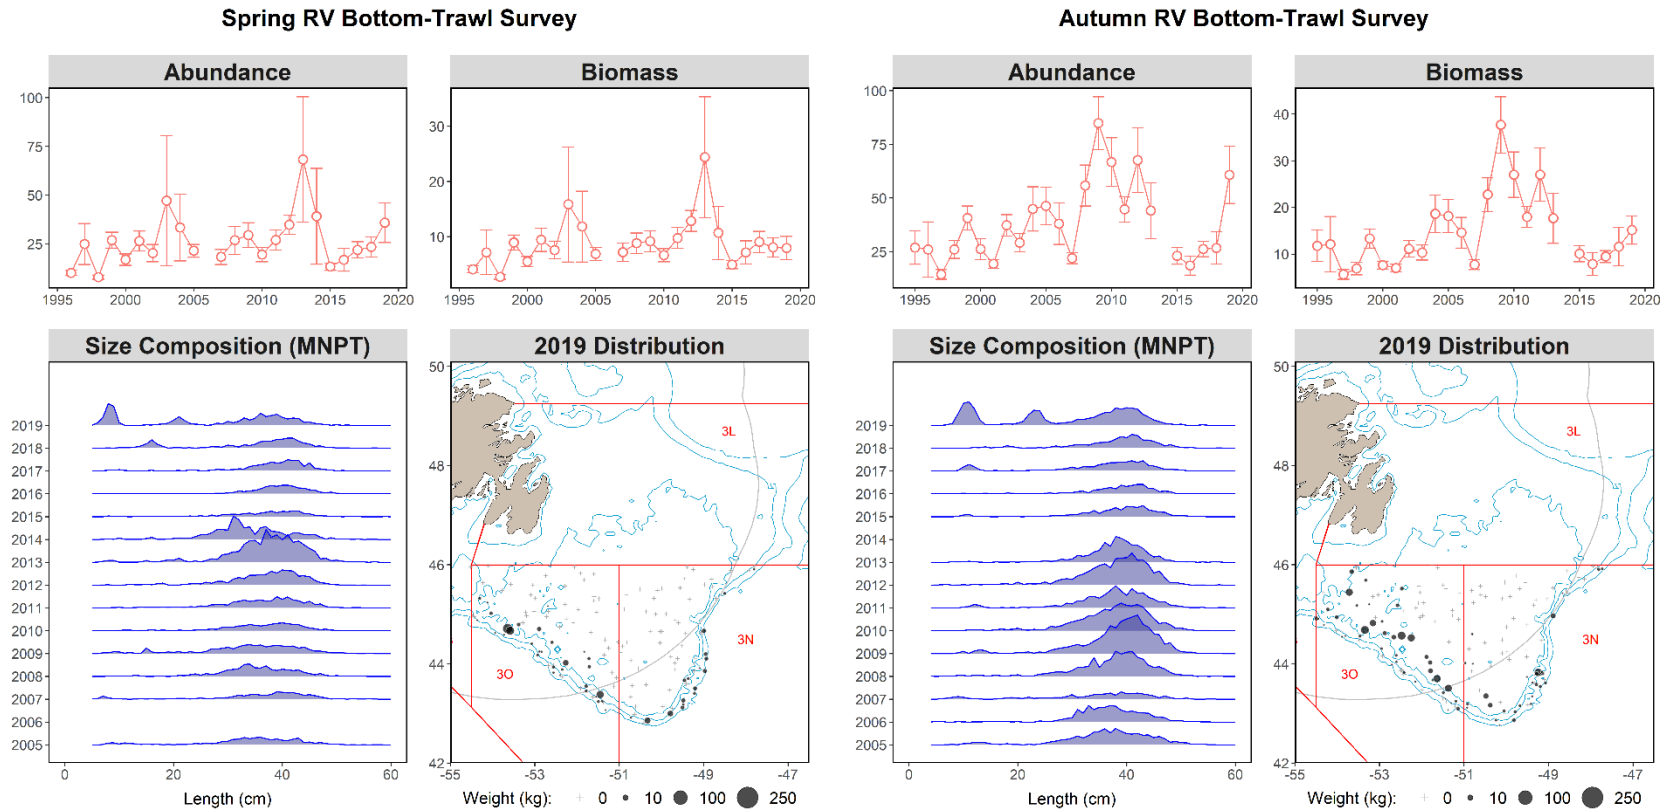 Spring RV Bottom-Trawl Survey
Autumn RV Bottom-Trawl Survey
Abundance
Biomass
Abundance
Biomass
100
75
50
25
1995 2000 2005 2010 2015 2020
30
20
10
1995 2000 2005 2010 2015 2020
100
75
50
25
1995 2000 2005 2010 2015 2020
40
30
20
10
1995 2000 2005 2010 2015 2020
Size Composition (MNPT)
2019 Distribution
Size Composition (MNPT)
2019 Distribution
2019
2018
2017
2016
2015
2014
2013
2012
2011
2010
2009
2008
2007
2006
2005
0 20 40 60
Length (cm)
50
48
46
44
42
3L
3N
3O
-55 -53 -51 -49 -47
Weight (kg): 0 10 100 250
2019
2018
2017
2016
2015
2014
2013
2012
2011
2010
2009
2008
2007
2006
2005
0 20 40 60
Length (cm)
50
48
46
44
42
3L
3N
3O
-55 -53 -51 -49 -47
Weight (kg): 0 10 100 250